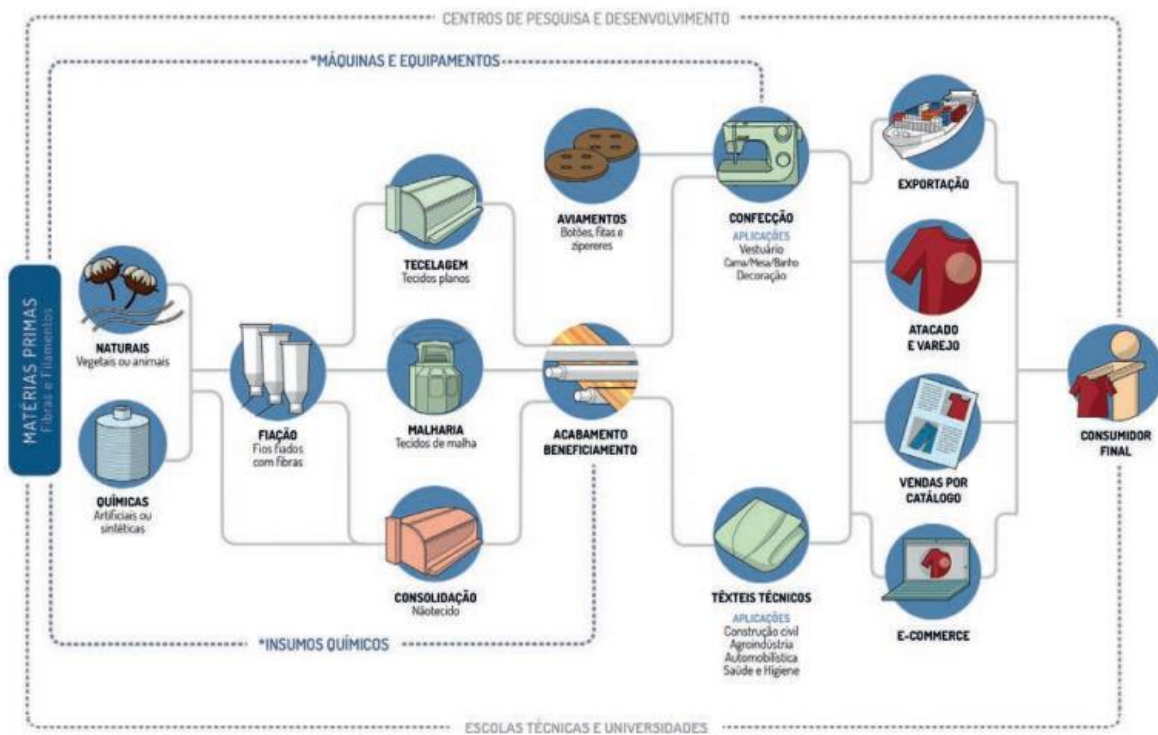 CENTROS DE PESQUISA E DESENVOLVIMENTO
*MÁQUINAS E EQUIPAMENTOS
MATÉRIAS PRIMAS
Fibras e Filamentos
NATURAIS
Vegetais ou animais
QUÍMICAS
Artificiais ou
sintéticas
FIAÇÃO
Fios fiados
com fibras
TECELAGEM
Tecidos planos
MALHARIA
Tecidos de malha
CONSOLIDAÇÃO
Nãotecido
AVIAMENTOS
Botões, fitas e
zípereres
ACABAMENTO
BENEFICIAMENTO
CONFECÇÃO
APLICAÇÕES
Vestuário
Cama/Mesa/Banho
Decoração
TÊXTEIS TÉCNICOS
APLICAÇÕES
Construção civil
Agroindústria
Automobilística
Saúde e Higiene
EXPORTAÇÃO
ATACADO
E VAREJO
VENDAS POR
CATÁLOGO
E-COMMERCE
CONSUMIDOR
FINAL
*INSUMOS QUÍMICOS
ESCOLAS TÉCNICAS E UNIVERSIDADES